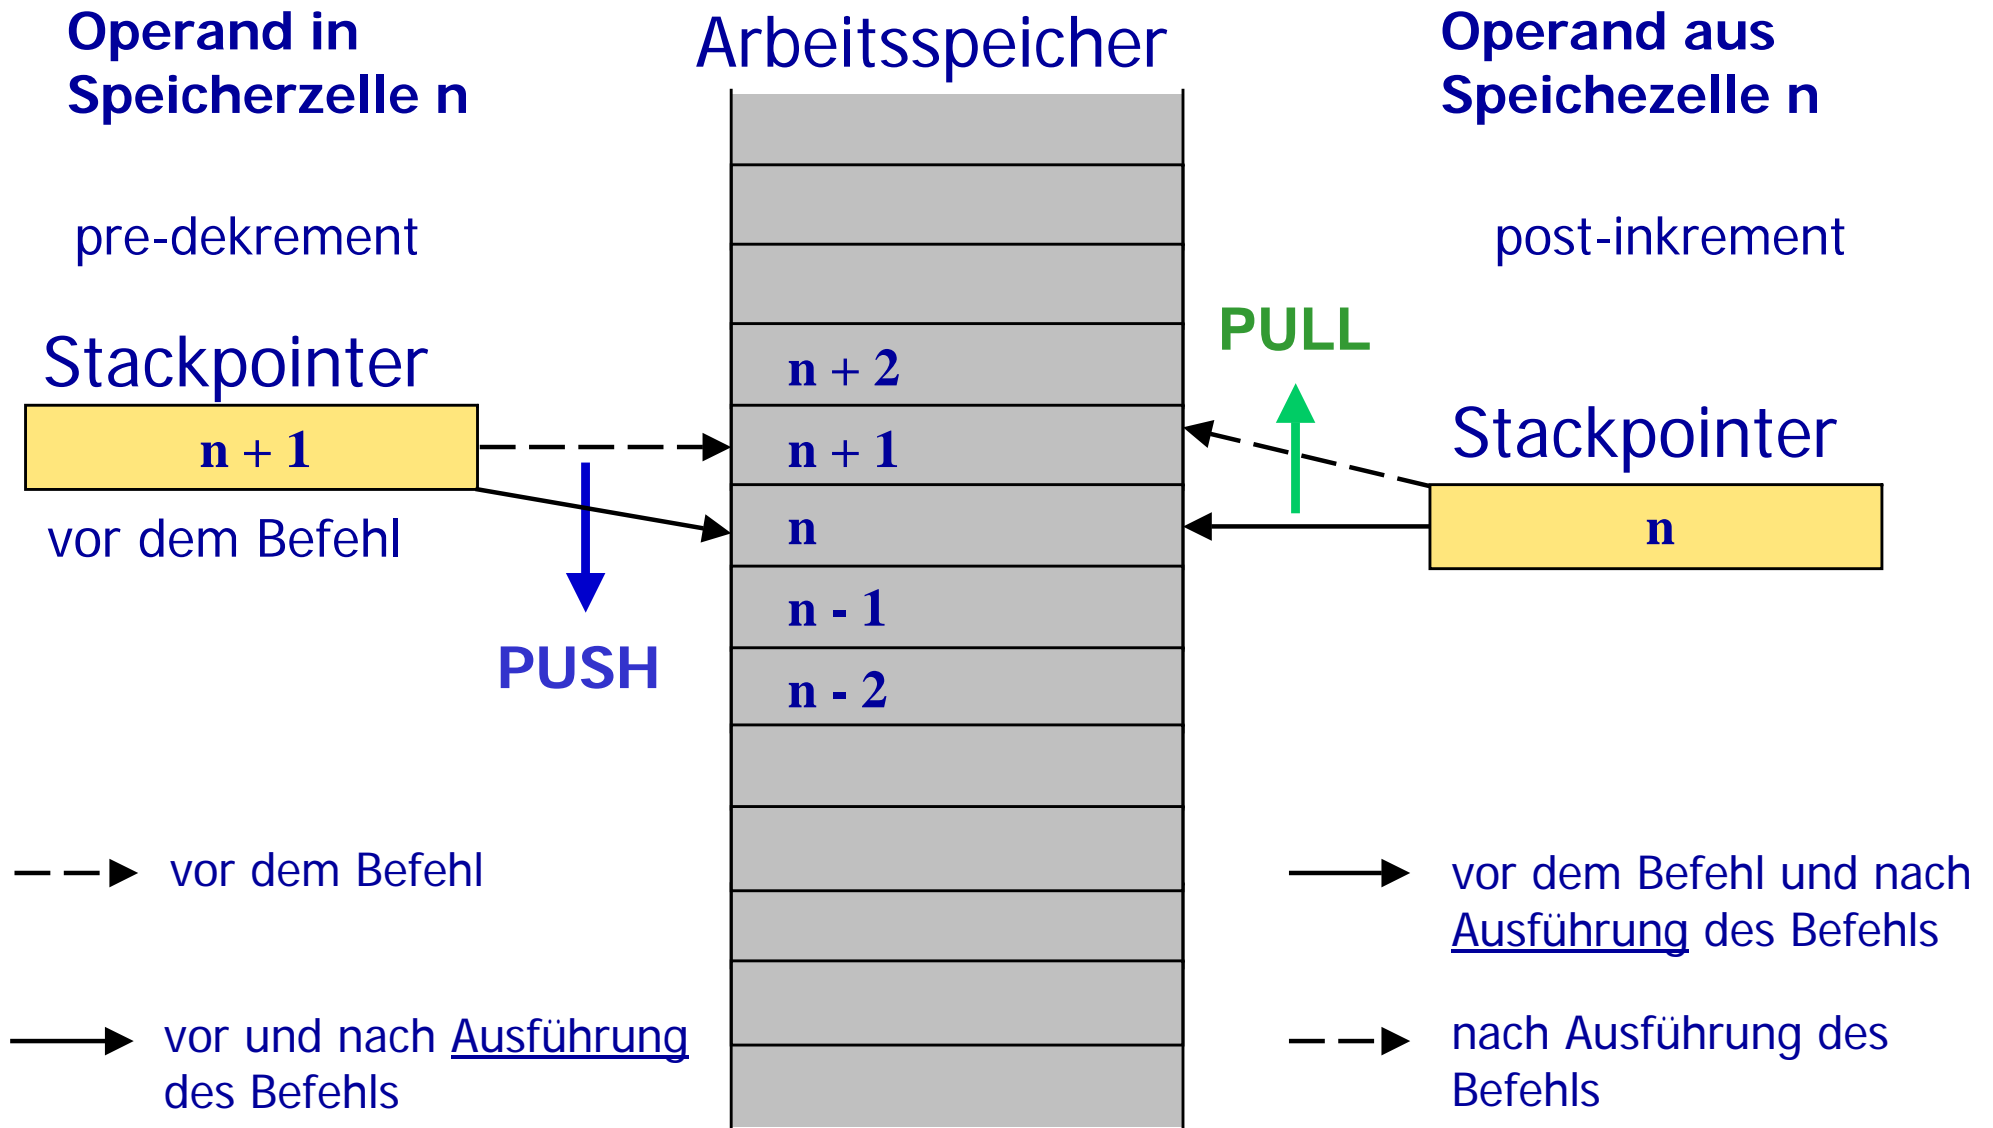 Operand in
Speicherzelle n
Arbeitsspeicher
Operand aus
Speichezelle n
pre-dekrement
post-inkrement
Stackpointer
n + 1
vor dem Befehl
PUSH
n + 2
n + 1
n
n - 1
n - 2
PULL
Stackpointer
n
vor dem Befehl
vor und nach Ausführung
des Befehls
vor dem Befehl und nach
Ausführung des Befehls
nach Ausführung des
Befehls